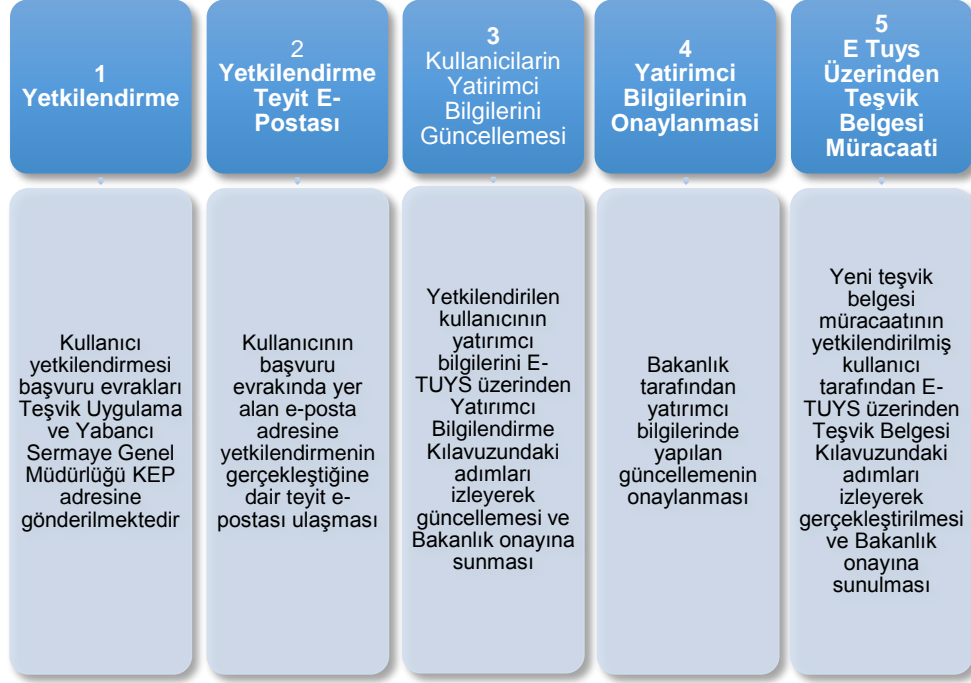 1
Yetkilendirme
2
Yetkilendirme
Teyit E-
Postası
3
Kullanicilarin
Yatirimci
Bilgilerini
Güncellemesi
4
Yatirimci
Bilgilerinin
Onaylanmasi
5
E Tuys
Üzerinden
Teşvik
Belgesi
Müracaati
Kullanıcı
yetkilendirmesi
başvuru evrakları
Teşvik Uygulama
ve Yabancı
Sermaye Genel
Müdürlüğü KEP
adresine
gönderilmektedir
Kullanıcının
başvuru
evrakında yer
alan e-posta
adresine
yetkilendirmenin
gerçekleştiğine
dair teyit e-
postası ulaşması
Yetkilendirilen
kullanıcının
yatırımcı
bilgilerini E-
TUYS üzerinden
Yatırımcı
Bilgilendirme
Kılavuzundaki
adımları
izleyerek
güncellemesi ve
Bakanlık onayına
sunması
Bakanlık
tarafından
yatırımcı
bilgilerinde
yapılan
güncellemenin
onaylanması
Yeni teşvik
belgesi
müracaatının
yetkilendirilmiş
kullanıcı
tarafından E-
TUYS üzerinden
Teşvik Belgesi
Kılavuzundaki
adımları
izleyerek
gerçekleştirilmesi
ve Bakanlık
onayına
sunulması